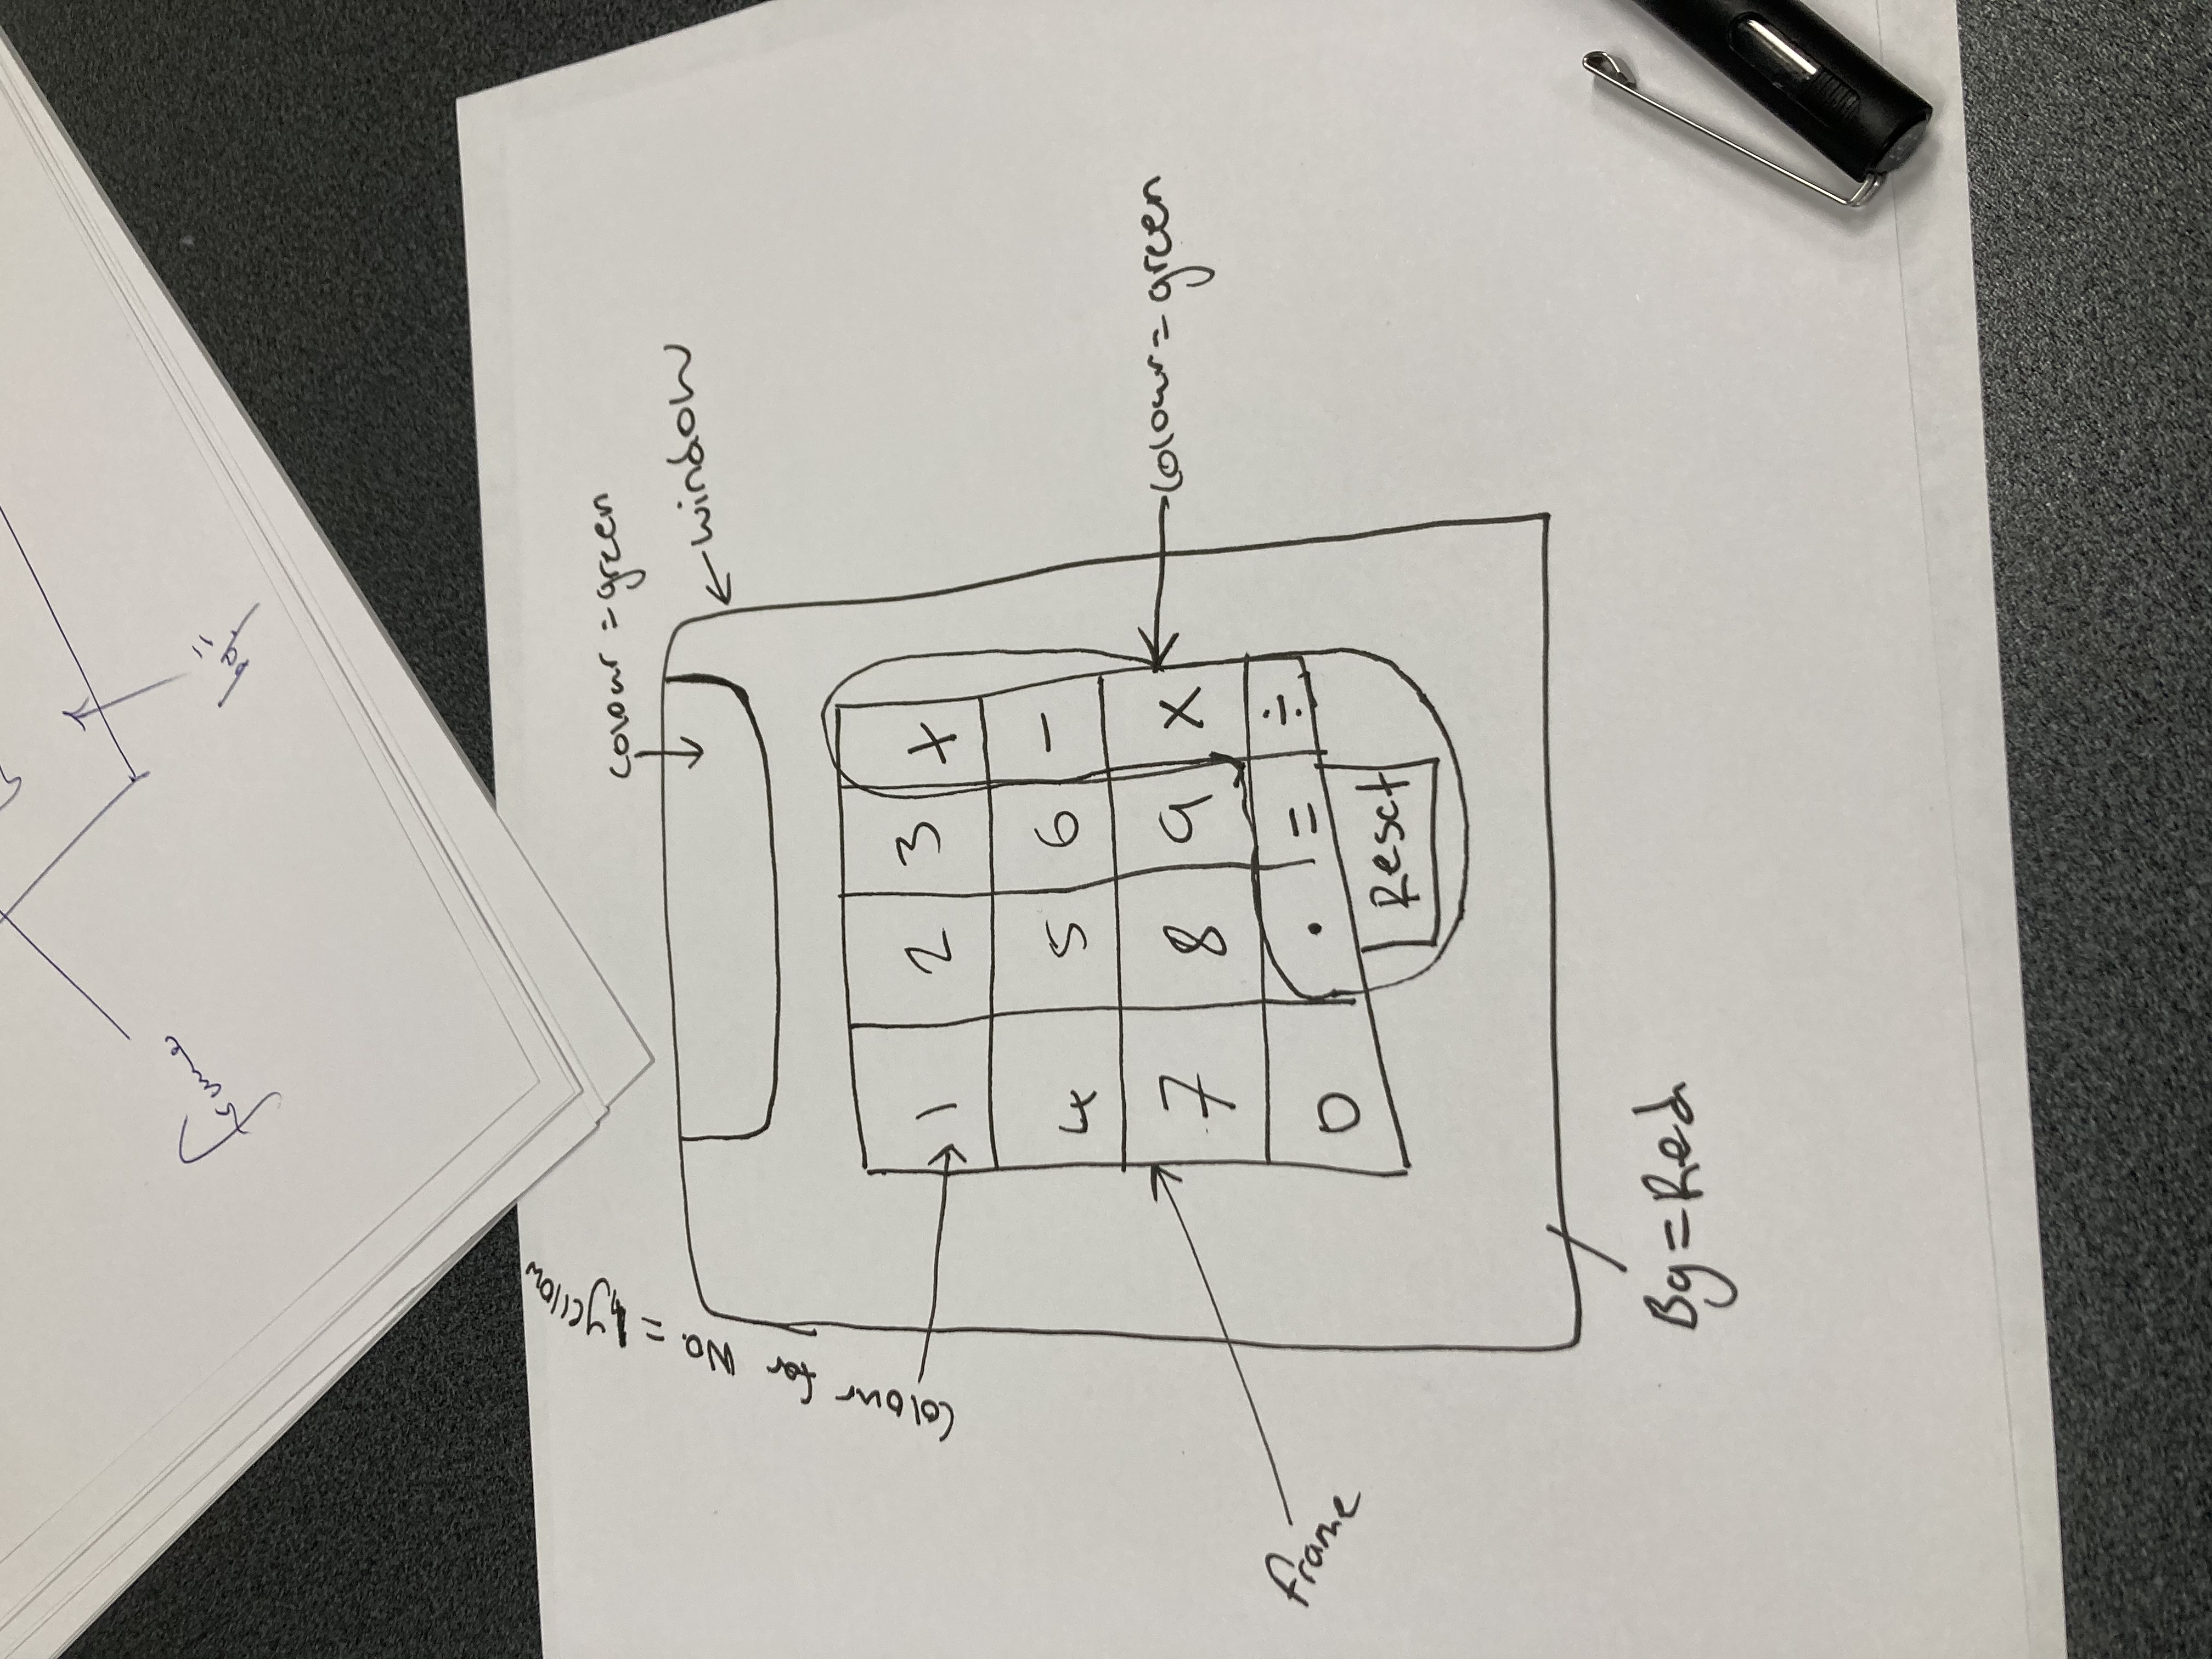 frame
bg=
Colour for No. = yellow
colour = green
window
1 2 3 +
4 5 6 -
7 8 9 x
0 . = ÷
Reset
colour = green
frame
Bg = Red